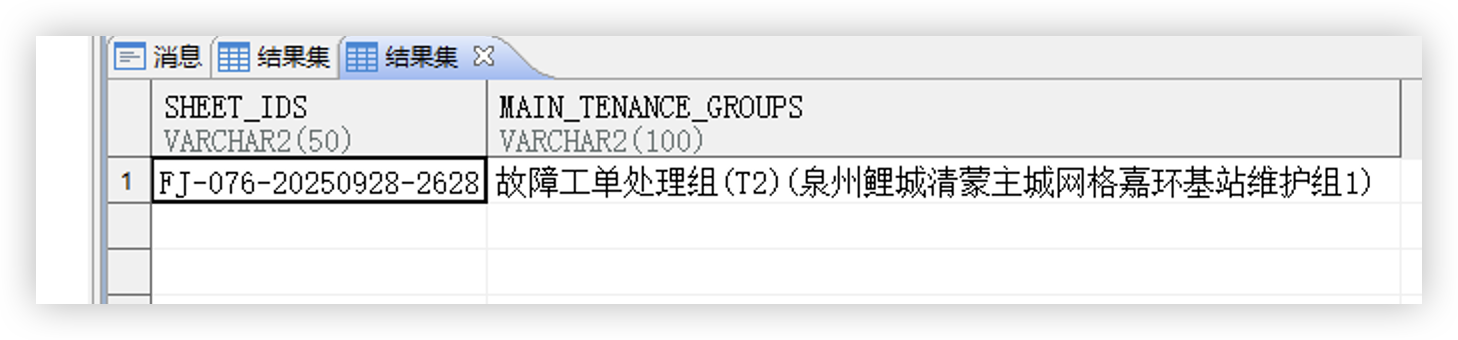 消息 结果集 结果集
SHEET_IDS MAIN_TENANCE_GROUPS
VARCHAR2(50) VARCHAR2(100)
1 FJ-076-20250928-2628 故障工单处理组(T2)(泉州鲤城清蒙主城网格嘉环基站维护组1)